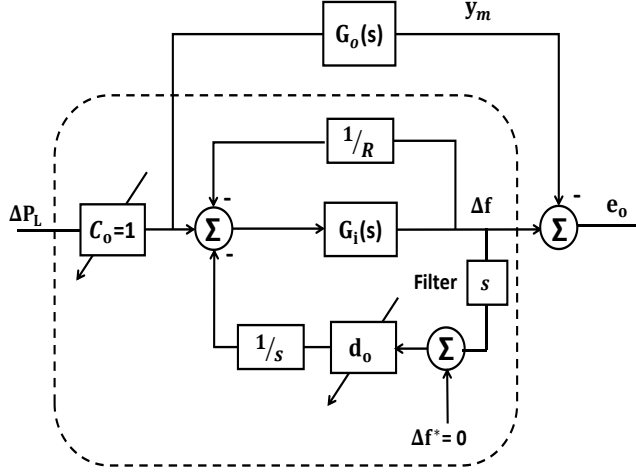 G_o(s)
y_m
1/R
-
-
ΔP_L
C_o=1
Σ
-
G_i(s)
Δf
Σ
e_o
Filter
s
1/s
d_o
Σ
Δf*= 0